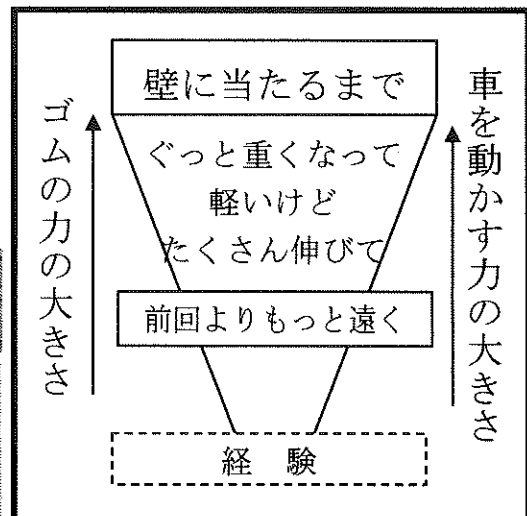 壁に当たるまで
ぐっと重くなって
軽いけど
たくさん伸びて
前回よりもっと遠く
経 験
ゴムの力の大きさ
車を動かす力の大きさ